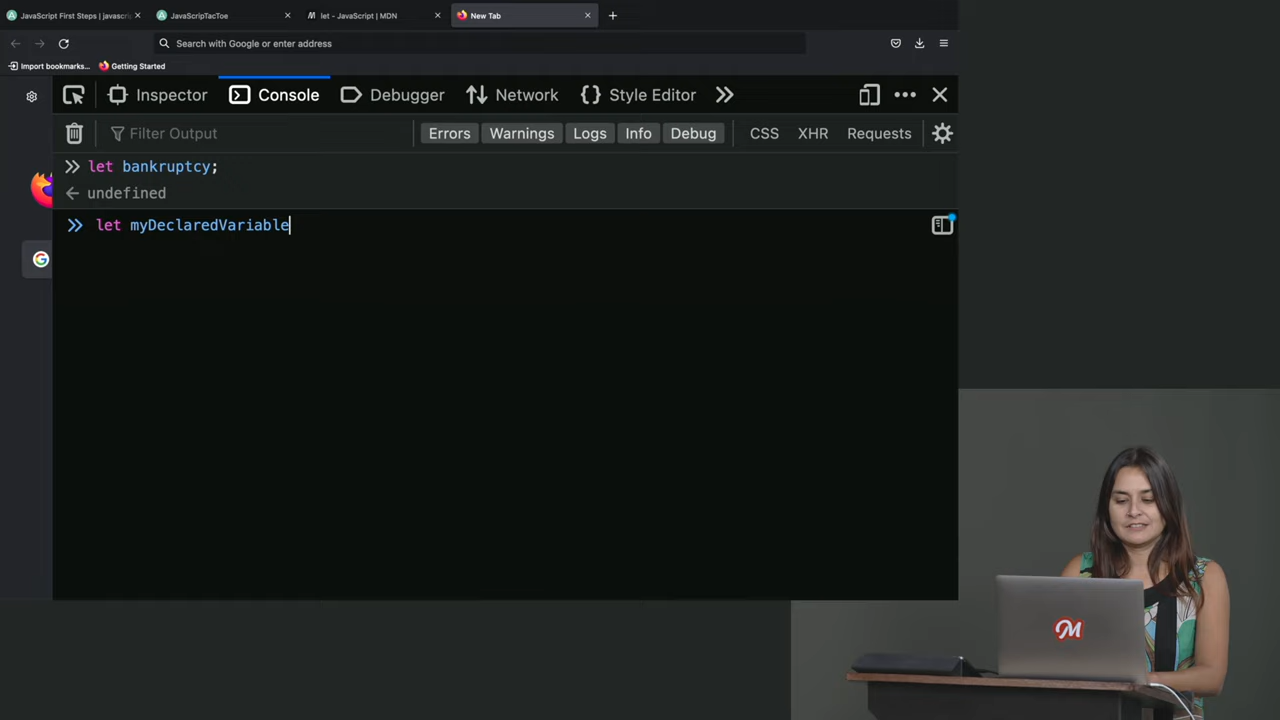 JavaScript First Steps | javasc
JavaScripTacToe
let - JavaScript | MDN
New Tab
Search with Google or enter address
Import bookmarks...
Getting Started
Inspector
Console
Debugger
Network
{} Style Editor
Filter Output
Errors
Warnings
Logs
Info
Debug
CSS
XHR
Requests
let bankruptcy;
undefined
let myDeclaredVariable
M